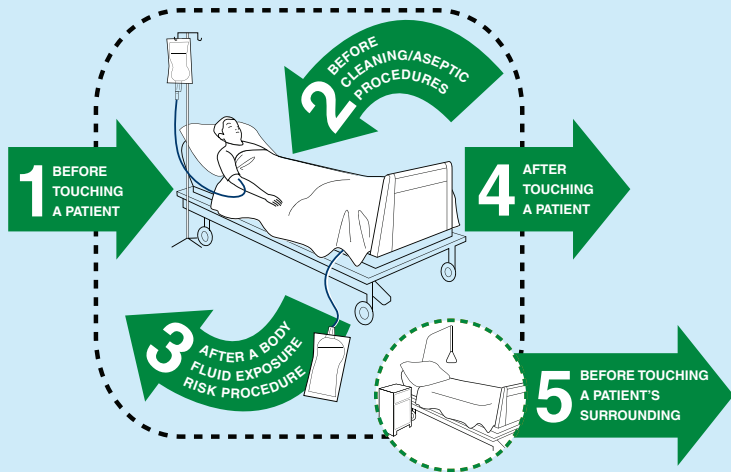 1 BEFORE
TOUCHING
A PATIENT
2 BEFORE
CLEANING/ASEPTIC
PROCEDURES
3 AFTER A BODY
FLUID EXPOSURE
RISK PROCEDURE
4 AFTER
TOUCHING
A PATIENT
5 BEFORE TOUCHING
A PATIENT'S
SURROUNDING